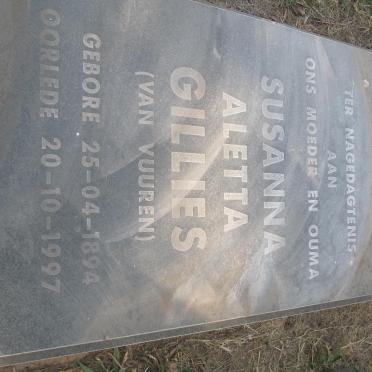 TER NAGEDAGTENIS
AAN
ONS MOEDER EN OUMA
SUSANNA
ALETTA
GILLIES
(VAN VUUREN)
GEBORE 25-04-1894
OORLEDE 20-10-1997